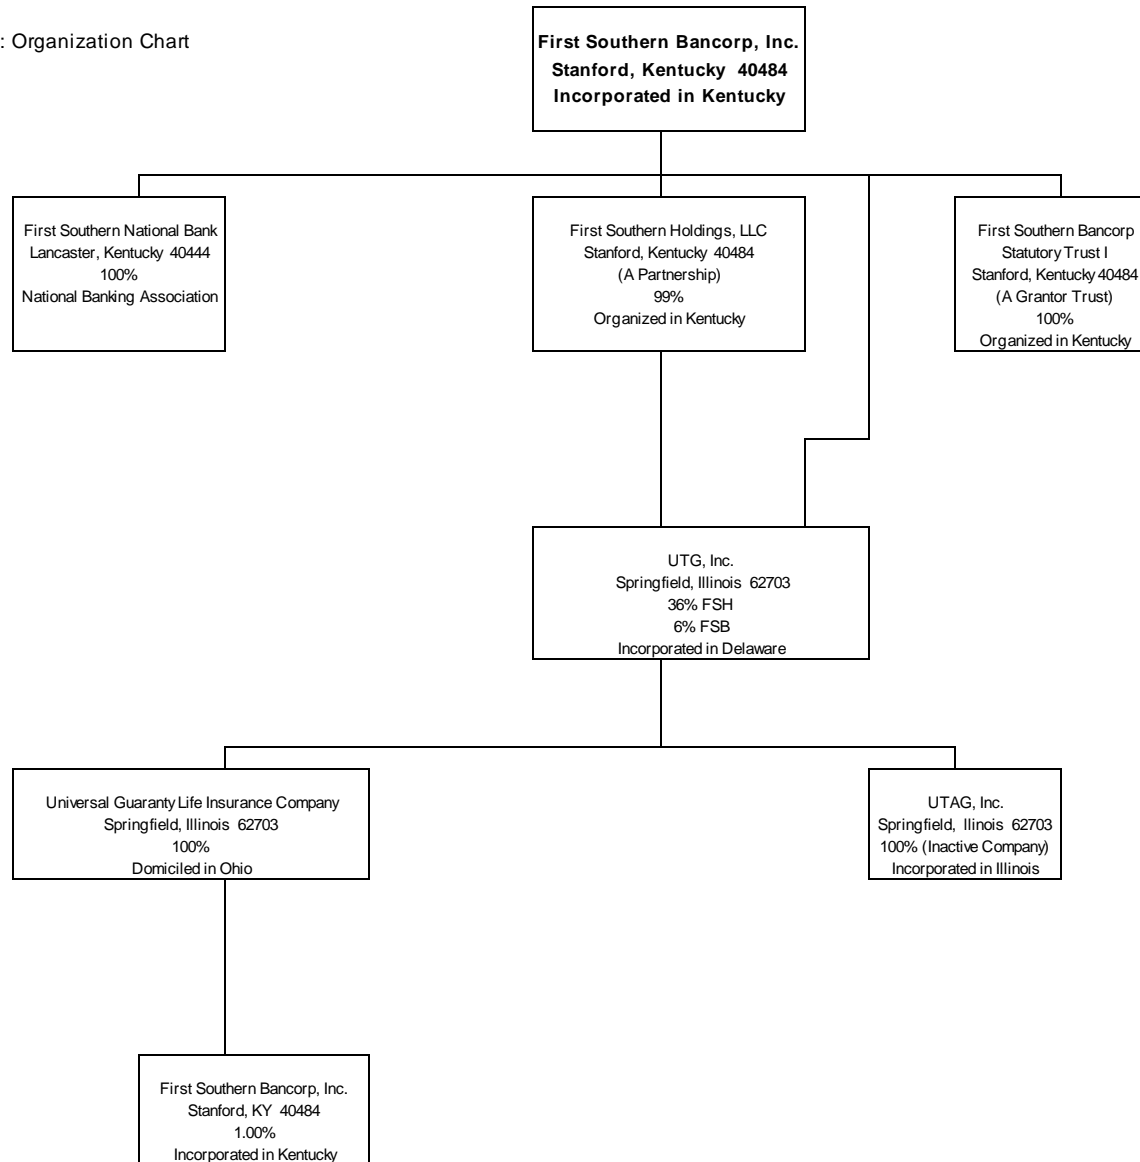 : Organization Chart
First Southern Bancorp, Inc.
Stanford, Kentucky 40484
Incorporated in Kentucky
First Southern National Bank
Lancaster, Kentucky 40444
100%
National Banking Association
First Southern Holdings, LLC
Stanford, Kentucky 40484
(A Partnership)
99%
Organized in Kentucky
First Southern Bancorp
Statutory Trust I
Stanford, Kentucky 40484
(A Grantor Trust)
100%
Organized in Kentucky
UTG, Inc.
Springfield, Illinois 62703
36% FSH
6% FSB
Incorporated in Delaware
Universal Guaranty Life Insurance Company
Springfield, Illinois 62703
100%
Domiciled in Ohio
UTAG, Inc.
Springfield, Ilinois 62703
100% (Inactive Company)
Incorporated in Illinois
First Southern Bancorp, Inc.
Stanford, KY 40484
1.00%
Incorporated in Kentucky